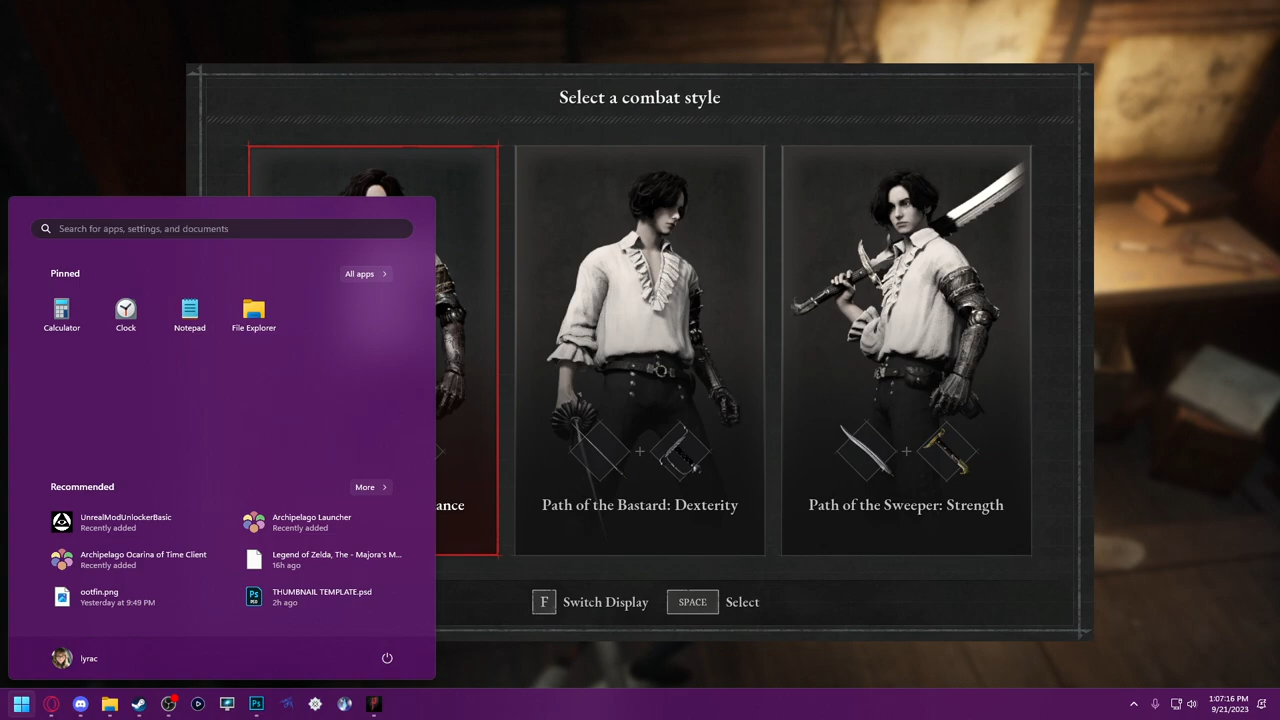 Select a combat style
Search for apps, settings, and documents
Pinned
All apps
Calculator
Clock
Notepad
File Explorer
Recommended
More
UnrealModUnlockerBasic
Recently added
Archipelago Launcher
Recently added
Archipelago Ocarina of Time Client
Recently added
Legend of Zelda, The - Majora's M...
16h ago
ootfin.png
Yesterday at 9:49 PM
THUMBNAIL TEMPLATE.psd
2h ago
lyrac
ance
Path of the Bastard: Dexterity
Path of the Sweeper: Strength
F Switch Display
SPACE Select
Ps
1:07:16 PM
9/21/2023